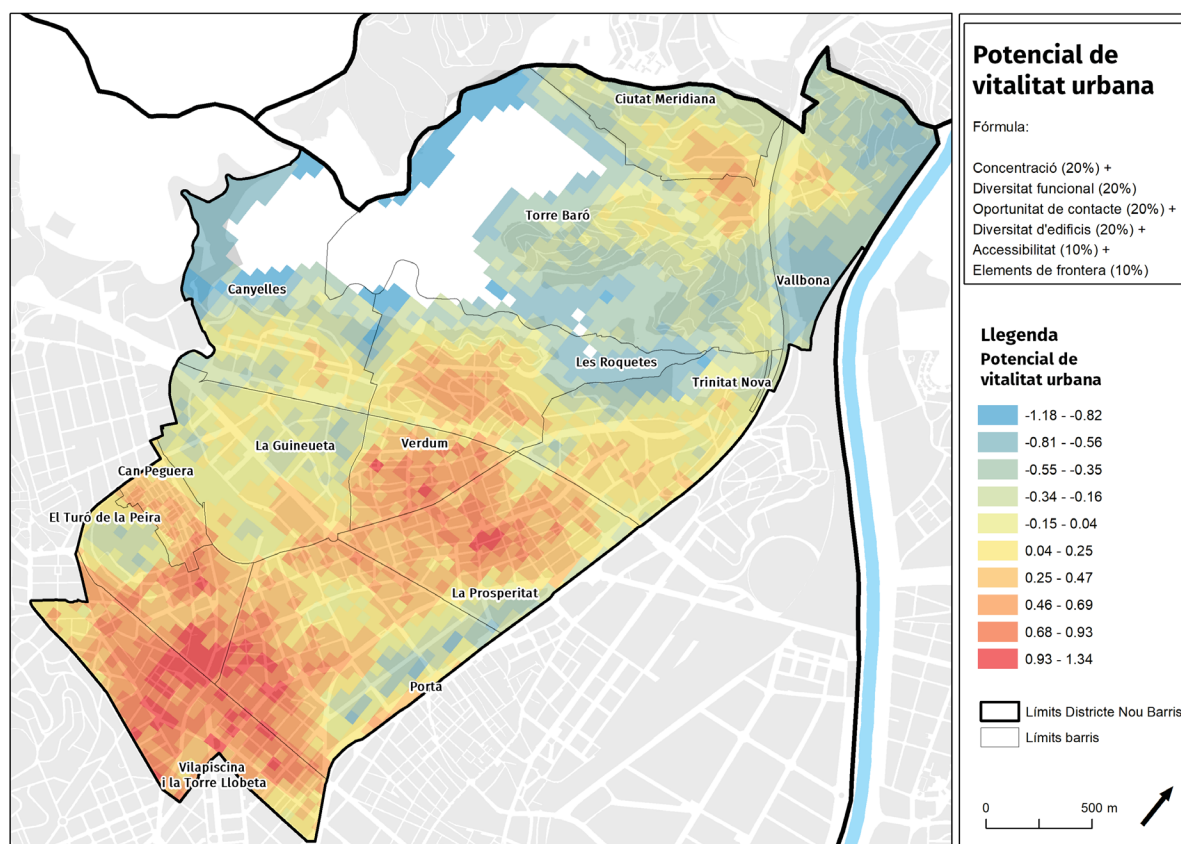 Ciutat Meridiana
Torre Baró
Canyelles
Vallbona
Les Roquetes
Trinitat Nova
La Guineueta
Verdum
Can Peguera
El Turó de la Peira
La Prosperitat
Porta
Vilapiscina
i la Torre Llobeta
Potencial de
vitalitat urbana
Fórmula:
Concentració (20%) +
Diversitat funcional (20%)
Oportunitat de contacte (20%) +
Diversitat d'edificis (20%) +
Accessibilitat (10%) +
Elements de frontera (10%)
Llegenda
Potencial de
vitalitat urbana
-1.18 - -0.82
-0.81 - -0.56
-0.55 - -0.35
-0.34 - -0.16
-0.15 - 0.04
0.04 - 0.25
0.25 - 0.47
0.46 - 0.69
0.68 - 0.93
0.93 - 1.34
Límits Districte Nou Barris
Límits barris
0 500 m